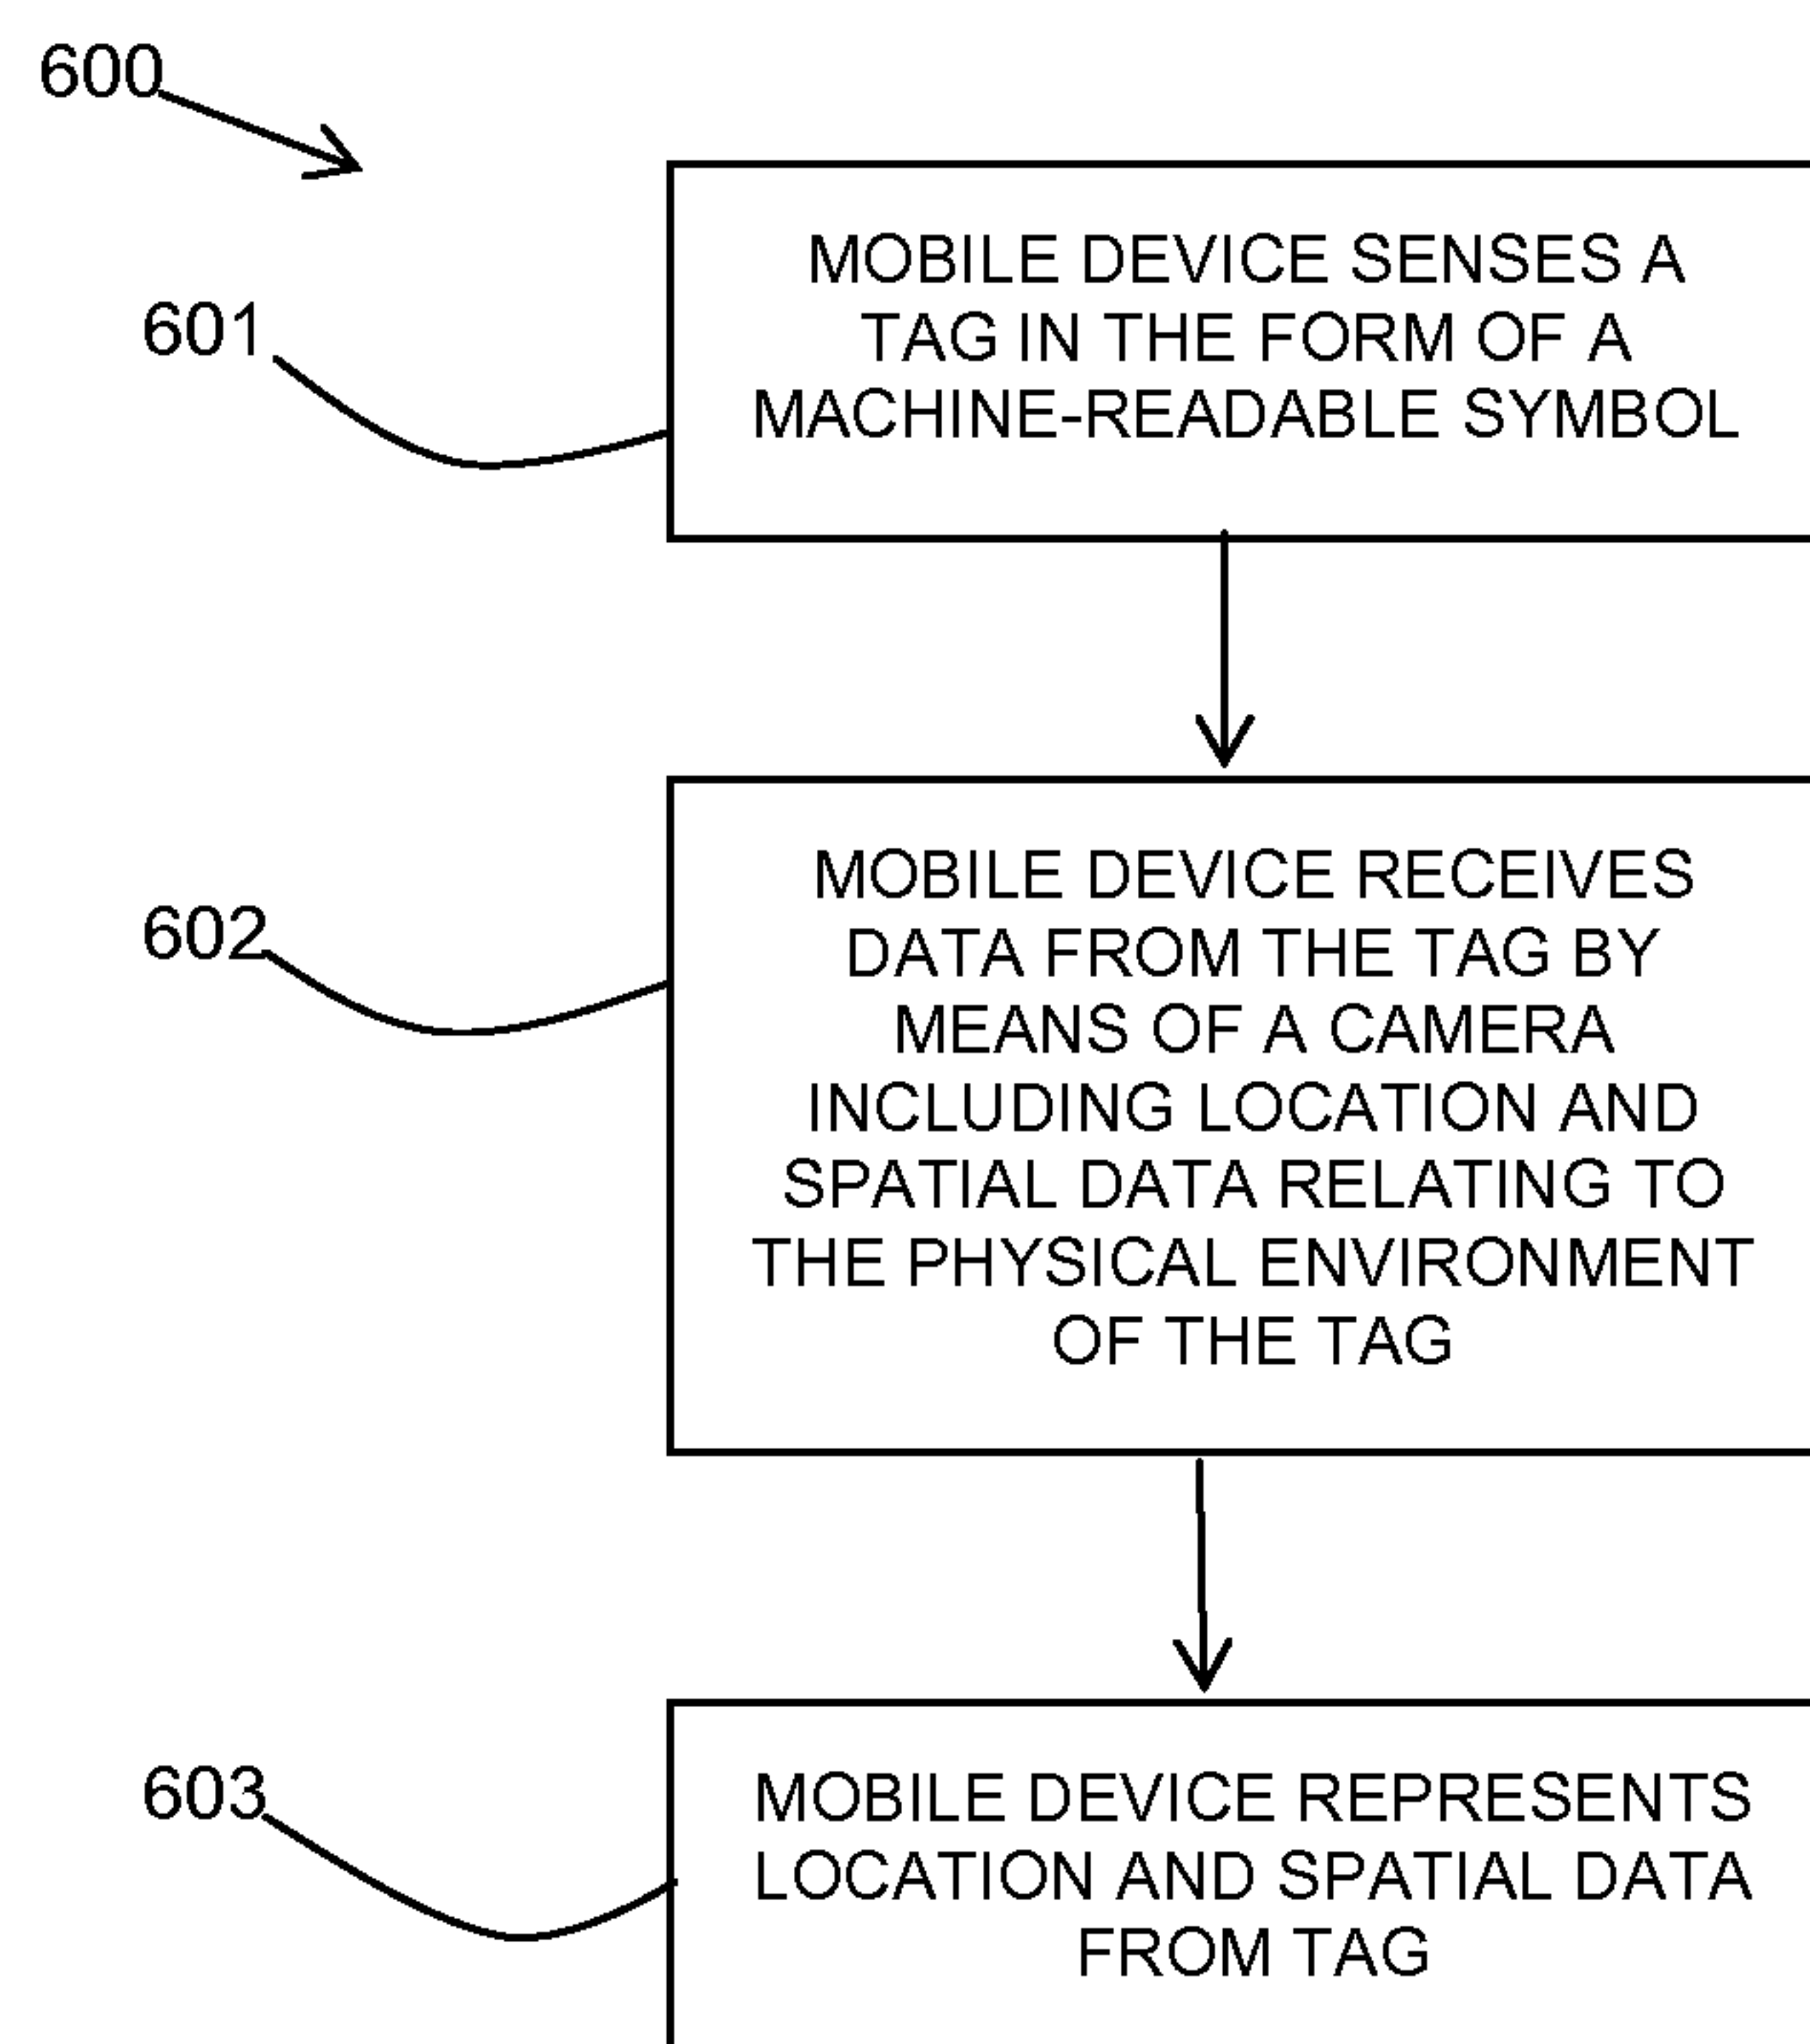 600
601
MOBILE DEVICE SENSES A
TAG IN THE FORM OF A
MACHINE-READABLE SYMBOL
602
MOBILE DEVICE RECEIVES
DATA FROM THE TAG BY
MEANS OF A CAMERA
INCLUDING LOCATION AND
SPATIAL DATA RELATING TO
THE PHYSICAL ENVIRONMENT
OF THE TAG
603
MOBILE DEVICE REPRESENTS
LOCATION AND SPATIAL DATA
FROM TAG